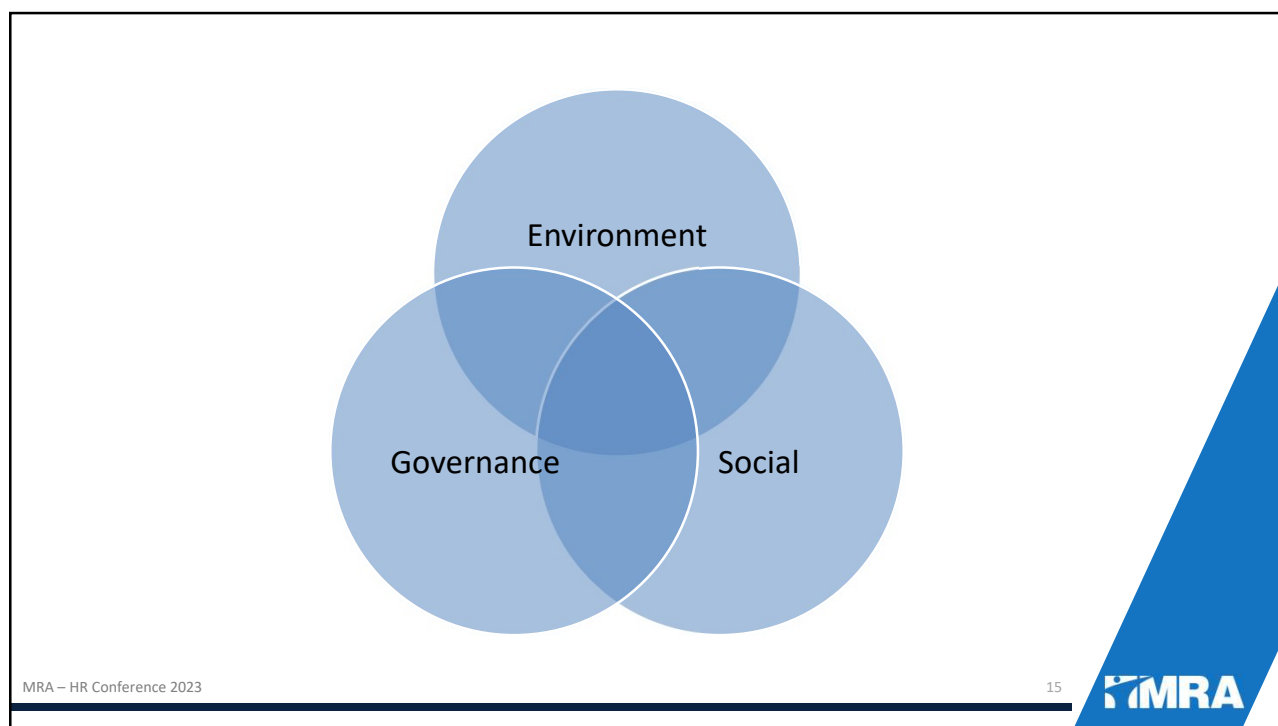 Environment
Governance
Social
MRA – HR Conference 2023
15
MRA